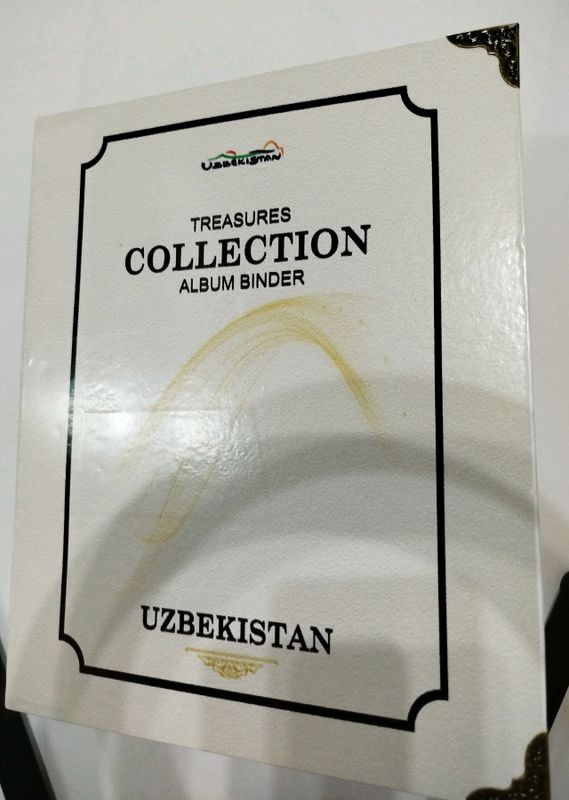 UZBEKISTAN
TREASURES
COLLECTION
ALBUM BINDER
UZBEKISTAN